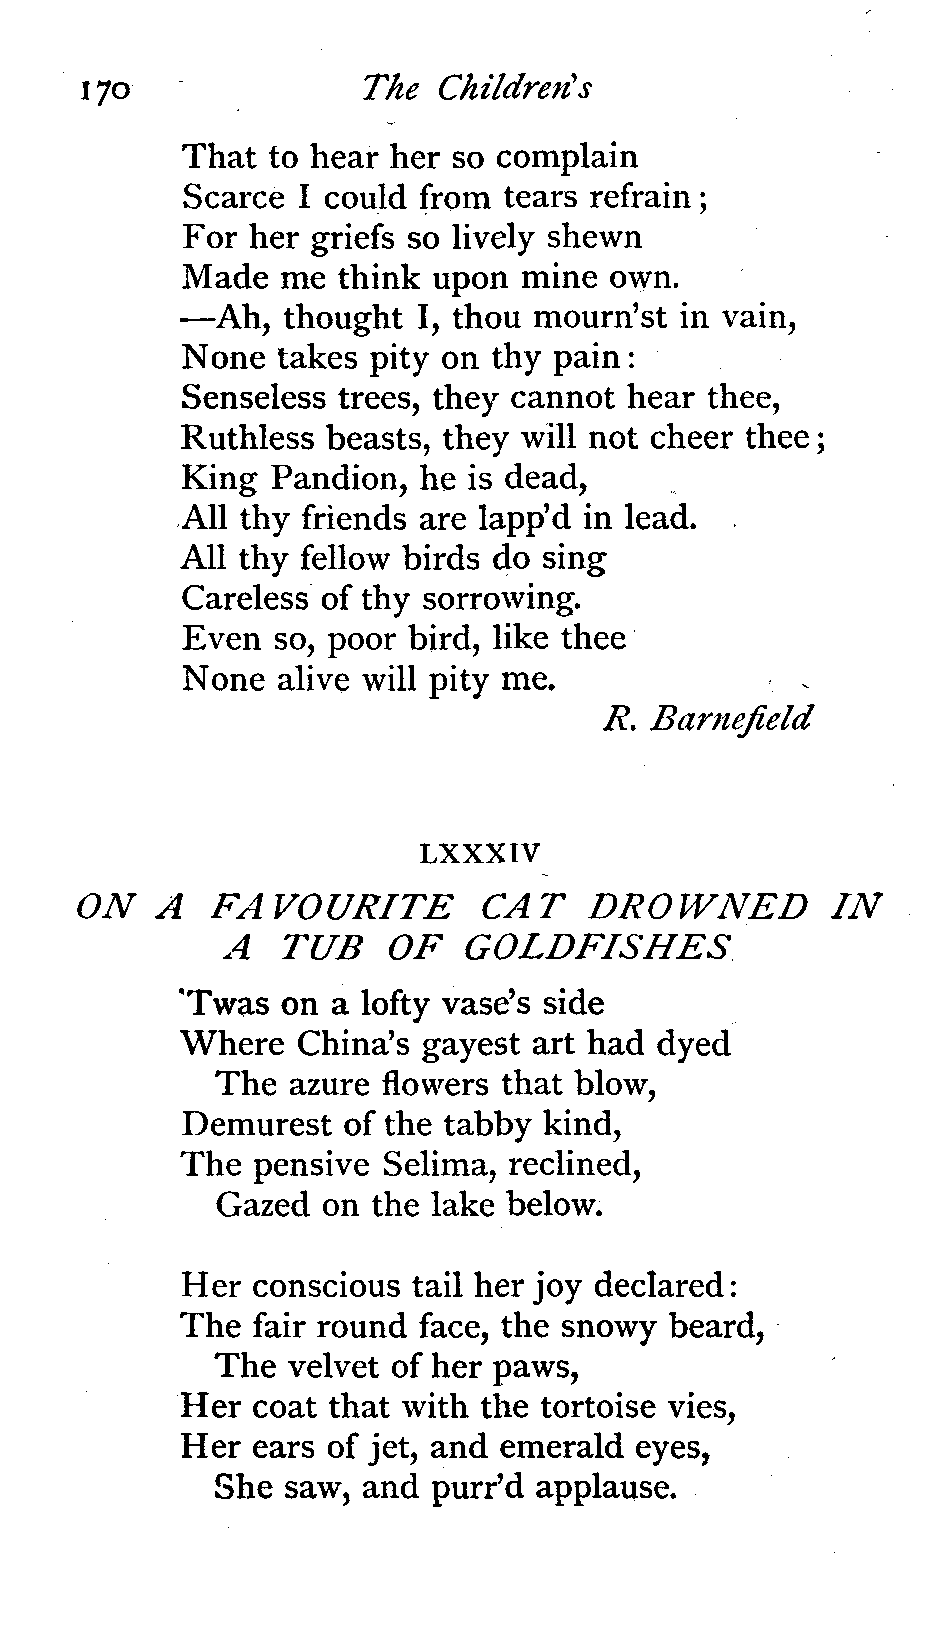 170 The Children's
That to hear her so complain
Scarce I could from tears refrain;
For her griefs so lively shewn
Made me think upon mine own.
—Ah, thought I, thou mourn'st in vain,
None takes pity on thy pain:
Senseless trees, they cannot hear thee,
Ruthless beasts, they will not cheer thee;
King Pandion, he is dead,
All thy friends are lapp'd in lead.
All thy fellow birds do sing
Careless of thy sorrowing.
Even so, poor bird, like thee
None alive will pity me.
R. Barnefield
LXXXIV
ON A FAVOURITE CAT DROWNED IN
A TUB OF GOLDFISHES
'Twas on a lofty vase's side
Where China's gayest art had dyed
The azure flowers that blow,
Demurest of the tabby kind,
The pensive Selima, reclined,
Gazed on the lake below.
Her conscious tail her joy declared:
The fair round face, the snowy beard,
The velvet of her paws,
Her coat that with the tortoise vies,
Her ears of jet, and emerald eyes,
She saw, and purr'd applause.